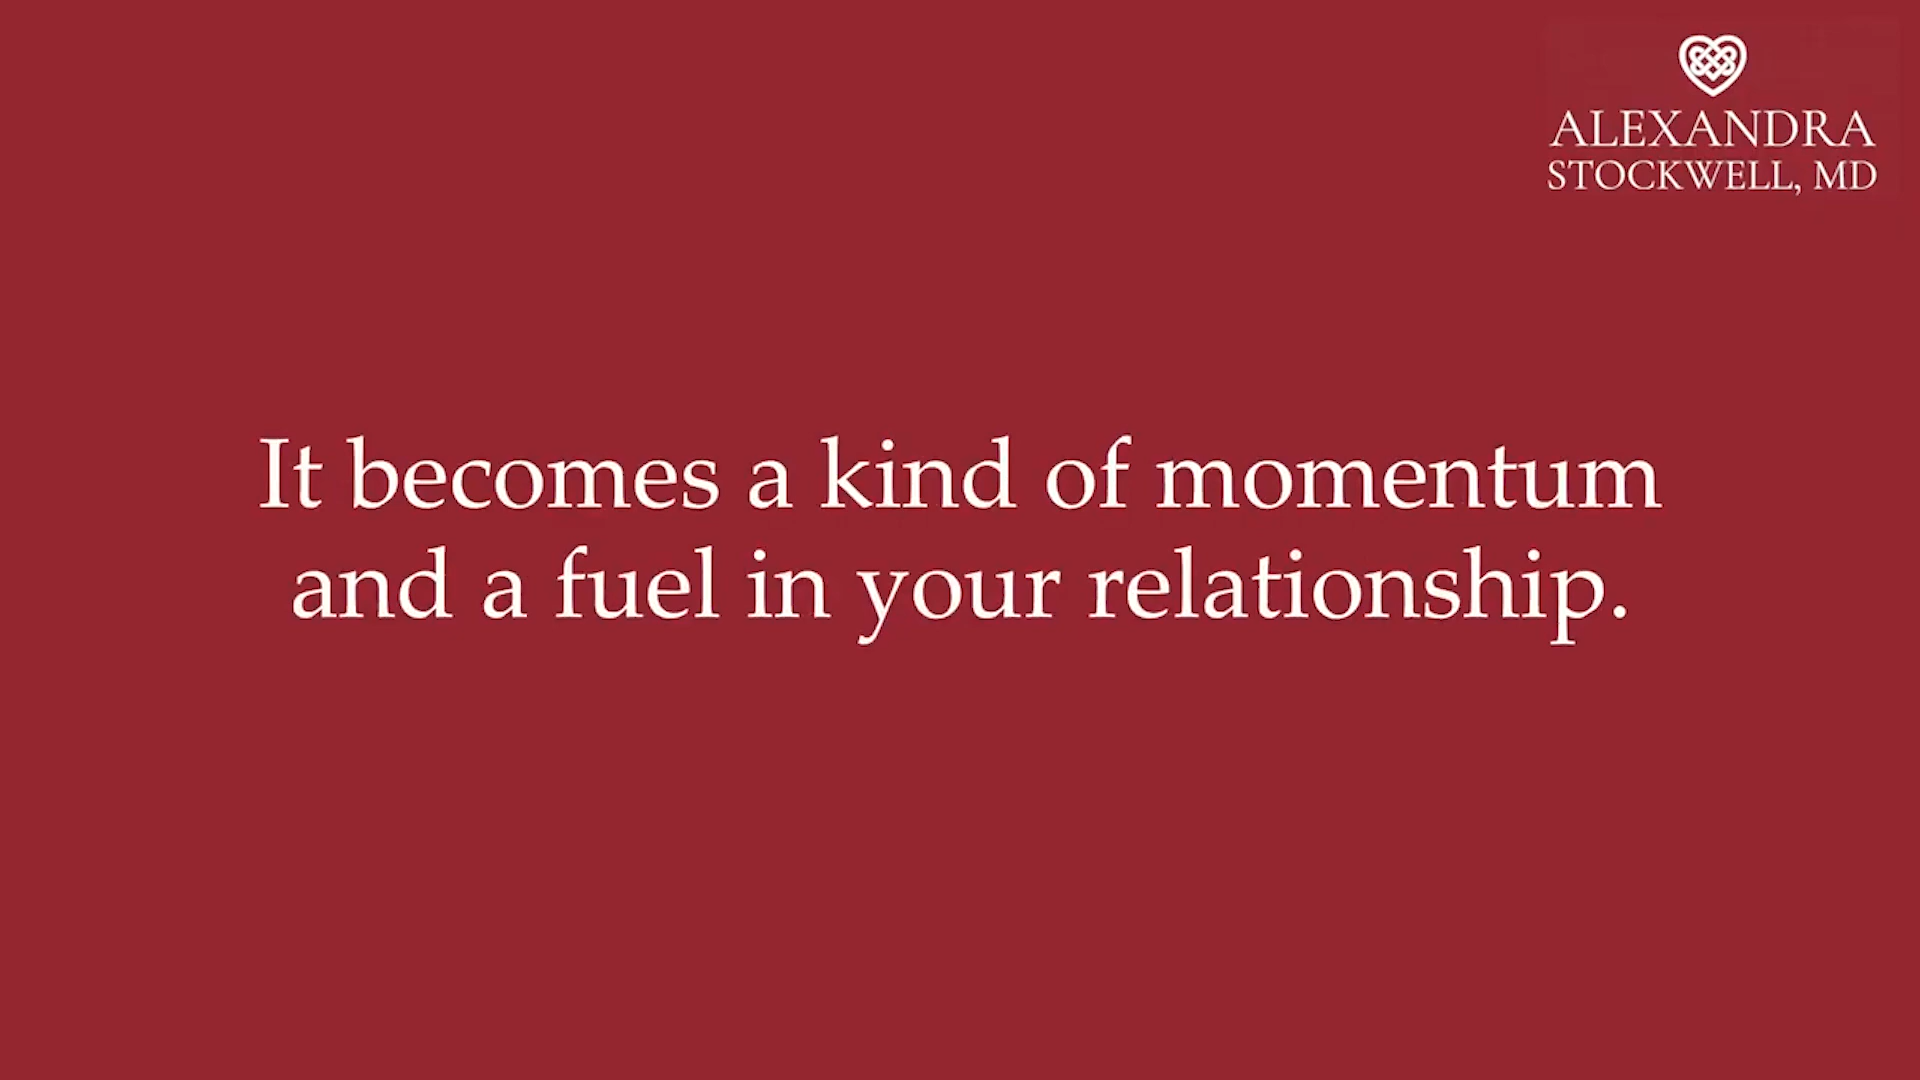 ALEXANDRA
STOCKWELL, MD
It becomes a kind of momentum
and a fuel in your relationship.